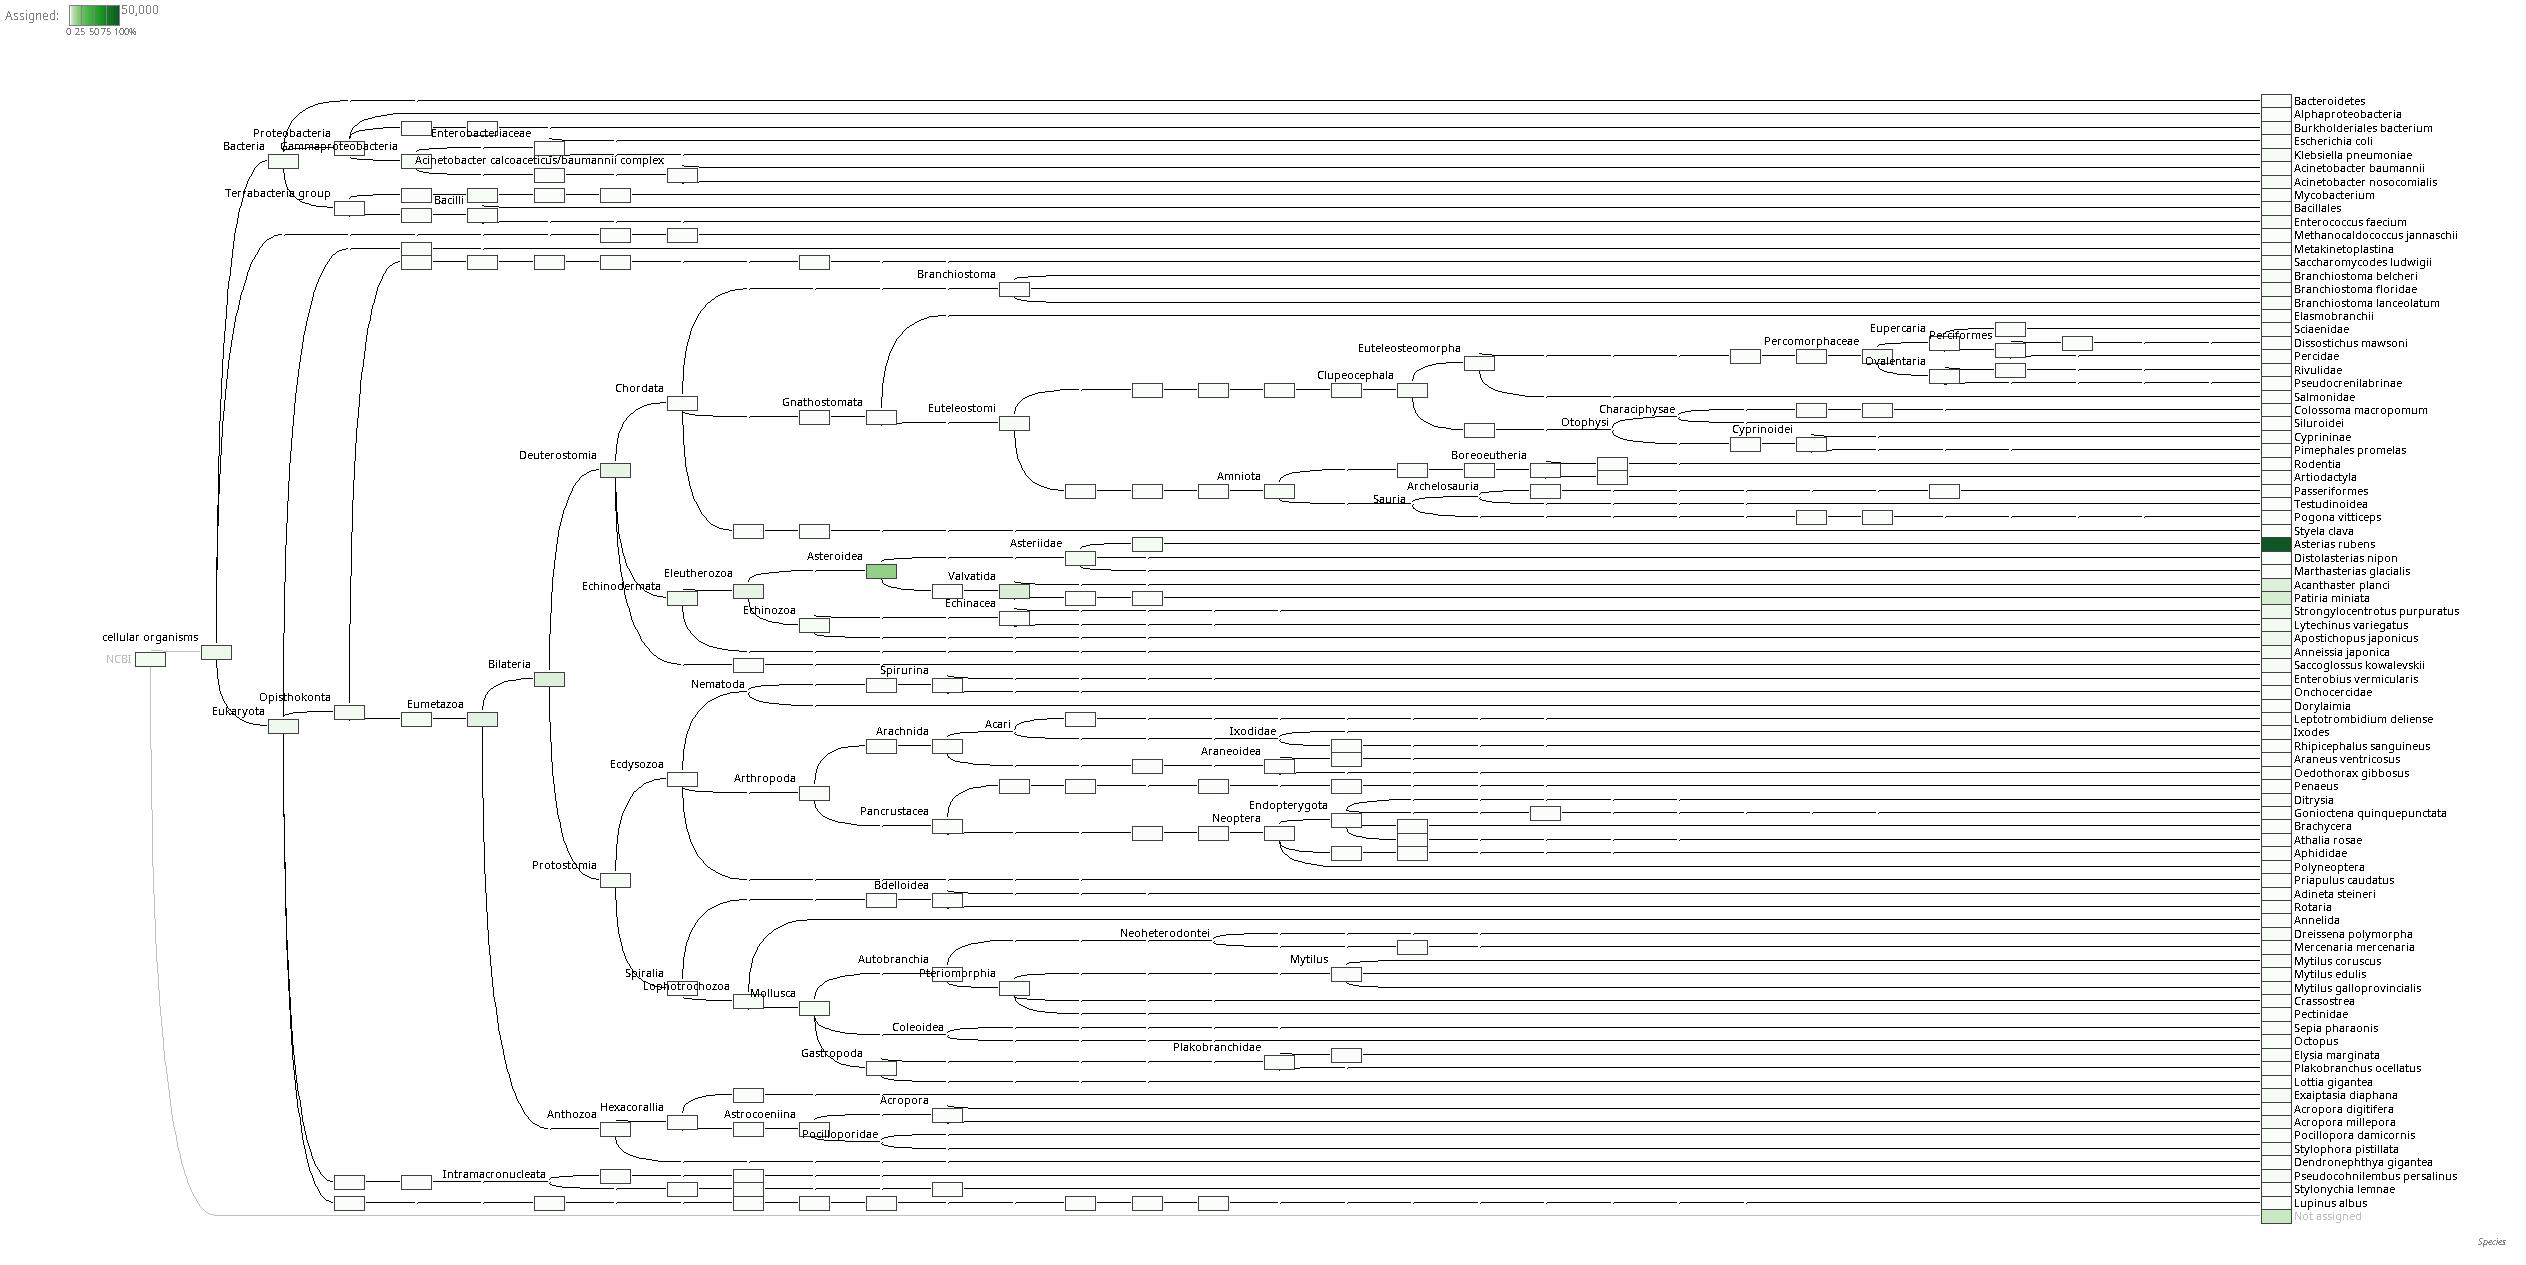 Assigned: 50,000
0 25 50 75 100%
Bacteroidetes
Alphaproteobacteria
Burkholderiales bacterium
Proteobacteria
Enterobacteriaceae
Escherichia coli
Bacteria
Gammaproteobacteria
Klebsiella pneumoniae
Acinetobacter calcoaceticus/baumannii complex
Acinetobacter baumannii
Acinetobacter nosocomialis
Terrabacteria group
Mycobacterium
Bacilli
Bacillales
Enterococcus faecium
Methanocaldococcus jannaschii
Metakinetoplastina
Saccharomycodes ludwigii
Branchiostoma
Branchiostoma belcheri
Branchiostoma floridae
Branchiostoma lanceolatum
Elasmobranchii
Eupercaria
Sciaenidae
Perciformes
Percomorphaceae
Dissostichus mawsoni
Euteleosteomorpha
Percidae
Ovalentaria
Rivulidae
Clupeocephala
Pseudocrenilabrinae
Chordata
Salmonidae
Gnathostomata
Euteleostomi
Characiphysae
Colossoma macropomum
Otophysi
Siluroidei
Cyprinoidei
Cyprininae
Pimephales promelas
Deuterostomia
Boreoeutheria
Rodentia
Amniota
Artiodactyla
Archelosauria
Passeriformes
Sauria
Testudinoidea
Pogona vitticeps
Styela clava
Asteriidae
Asterias rubens
Asteroidea
Distolasterias nipon
Eleutherozoa
Valvatida
Marthasterias glacialis
Echinodermata
Acanthaster planci
Echinacea
Patiria miniata
Echinozoa
Strongylocentrotus purpuratus
Lytechinus variegatus
cellular organisms
Apostichopus japonicus
NCBI
Anneissia japonica
Bilateria
Saccoglossus kowalevskii
Spirurina
Enterobius vermicularis
Nematoda
Onchocercidae
Opisthokonta
Eumetazoa
Dorylaimia
Eukaryota
Acari
Leptotrombidium deliense
Arachnida
Ixodidae
Ixodes
Araneoidea
Rhipicephalus sanguineus
Ecdysozoa
Araneus ventricosus
Arthropoda
Oedothorax gibbosus
Penaeus
Endopterygota
Ditrysia
Pancrustacea
Gonioctena quinquepunctata
Neoptera
Brachycera
Athalia rosae
Aphididae
Protostomia
Polyneoptera
Bdelloidea
Priapulus caudatus
Adineta steineri
Rotaria
Annelida
Neoheterodontei
Dreissena polymorpha
Mercenaria mercenaria
Autobranchia
Mytilus
Mytilus coruscus
Spiralia
Pteriomorphia
Mytilus edulis
Lophotrochozoa
Mollusca
Mytilus galloprovincialis
Crassostrea
Pectinidae
Coleoidea
Sepia pharaonis
Octopus
Gastropoda
Plakobranchidae
Elysia marginata
Plakobranchus ocellatus
Lottia gigantea
Exaiptasia diaphana
Anthozoa
Hexacorallia
Astrocoeniina
Acropora
Acropora digitifera
Acropora millepora
Pocilloporidae
Pocillopora damicornis
Stylophora pistillata
Dendronephthya gigantea
Intramacronucleata
Pseudocohnilembus persalinus
Stylonychia lemnae
Lupinus albus
Not assigned
Species